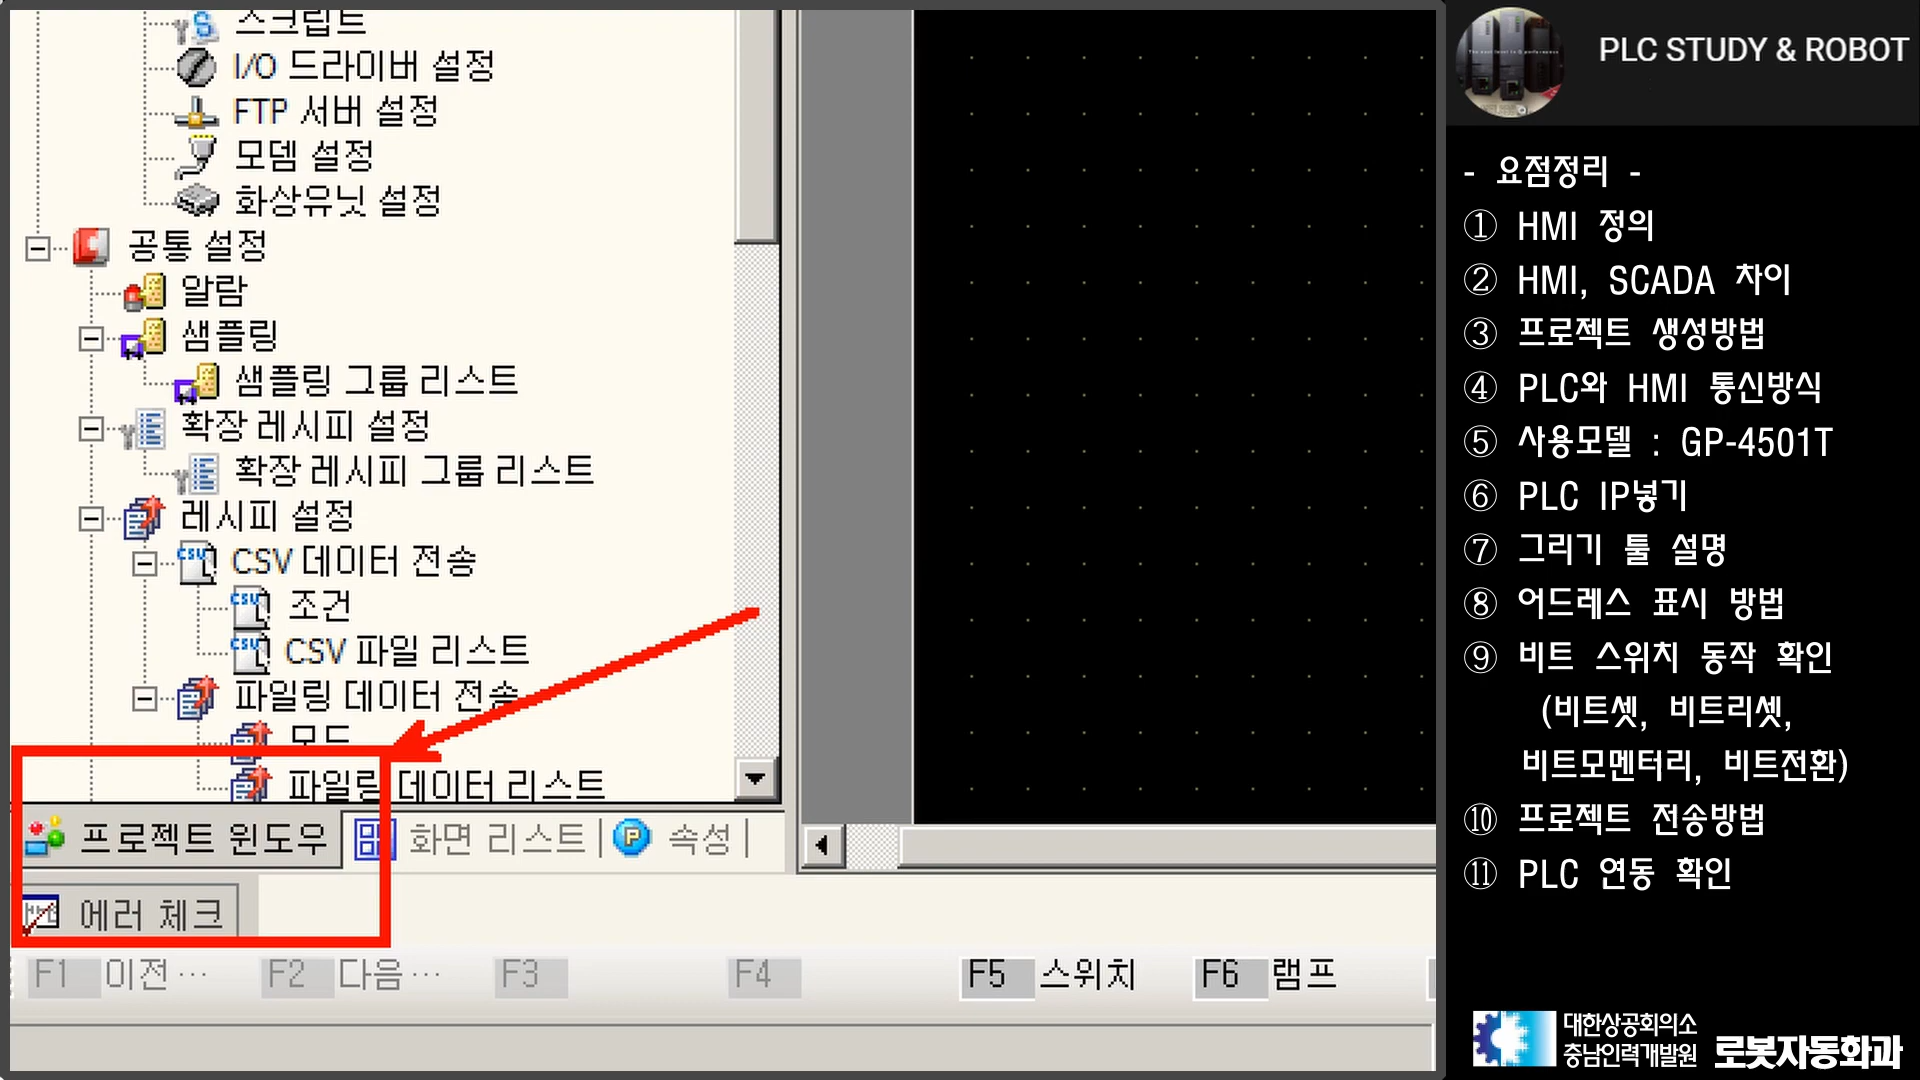 스크립트
I/O 드라이버 설정
FTP 서버 설정
모뎀 설정
화상유닛 설정
공통 설정
알람
샘플링
샘플링 그룹 리스트
확장 레시피 설정
확장 레시피 그룹 리스트
레시피 설정
CSV 데이터 전송
조건
CSV 파일 리스트
파일링 데이터 전송
모드
파일링 데이터 리스트
프로젝트 윈도우
화면 리스트
속성
에러 체크
F1 이전 ...
F2 다음 ...
F3
F4
F5 스위치
F6 램프
PLC STUDY & ROBOT
- 요점정리 -
① HMI 정의
② HMI, SCADA 차이
③ 프로젝트 생성방법
④ PLC와 HMI 통신방식
⑤ 사용모델 : GP-4501T
⑥ PLC IP넣기
⑦ 그리기 툴 설명
⑧ 어드레스 표시 방법
⑨ 비트 스위치 동작 확인
(비트셋, 비트리셋,
비트모멘터리, 비트전환)
⑩ 프로젝트 전송방법
⑪ PLC 연동 확인
대한상공회의소
충남인력개발원
로봇자동화과